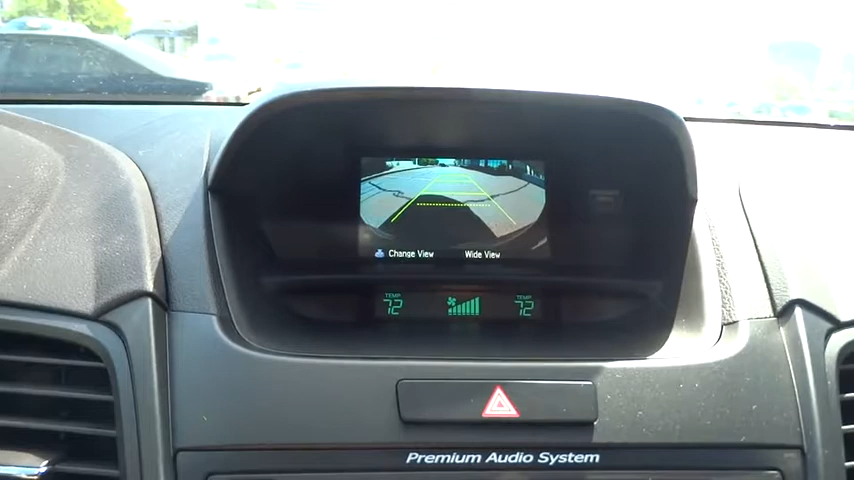 Change View Wide View
TEMP TEMP
72 72
Premium Audio System